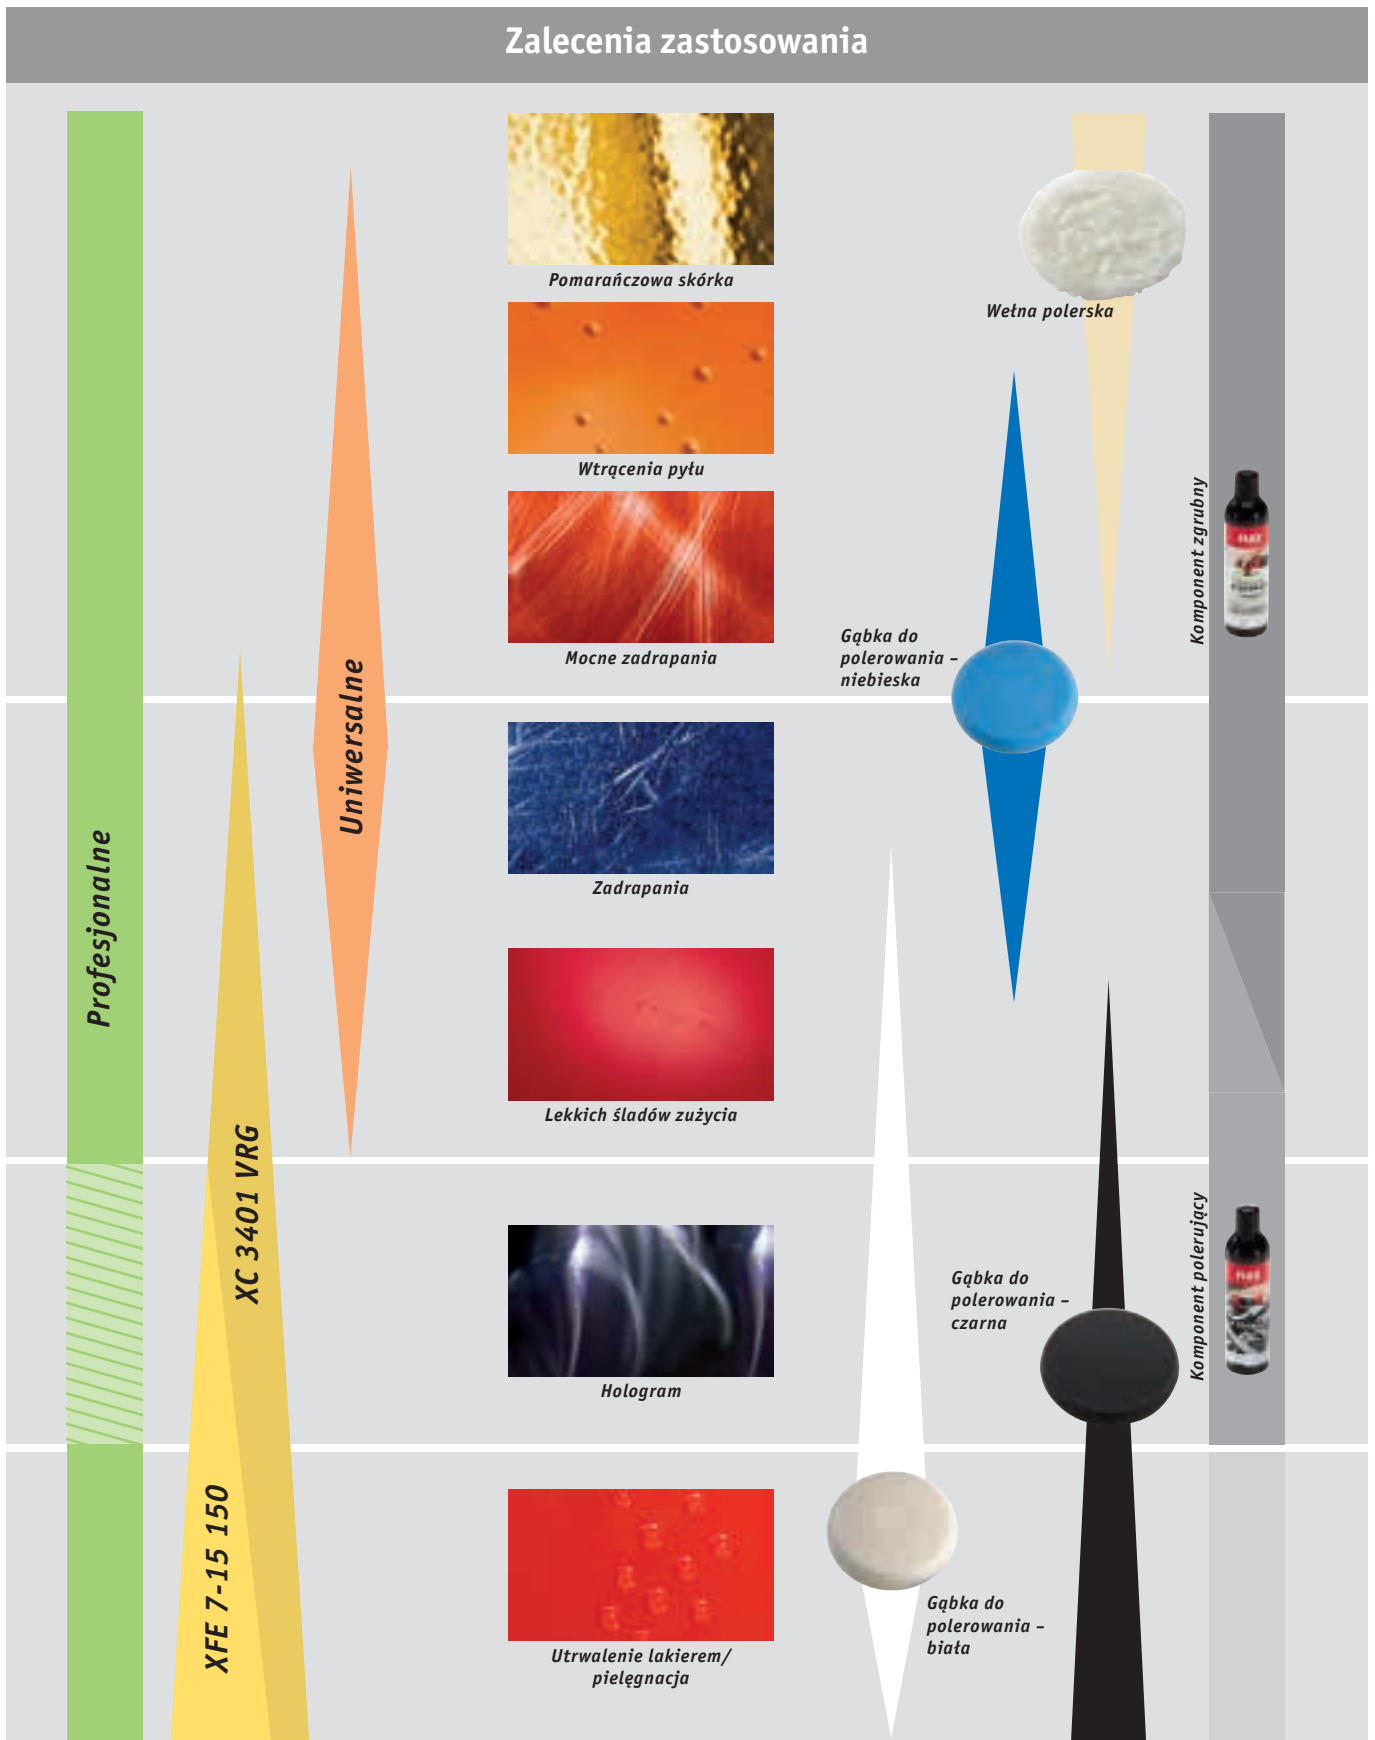 Zalecenia zastosowania
Profesjonalne
XFE 7-15 150
XC 3401 VRG
Uniwersalne
Pomarańczowa skórka
Wtrącenia pyłu
Mocne zadrapania
Zadrapania
Lekkich śladów zużycia
Hologram
Utrwalenie lakierem/
pielęgnacja
Wełna polerska
Gąbka do
polerowania –
niebieska
Gąbka do
polerowania –
czarna
Gąbka do
polerowania –
biała
Komponent zgrubny
Komponent polerujący